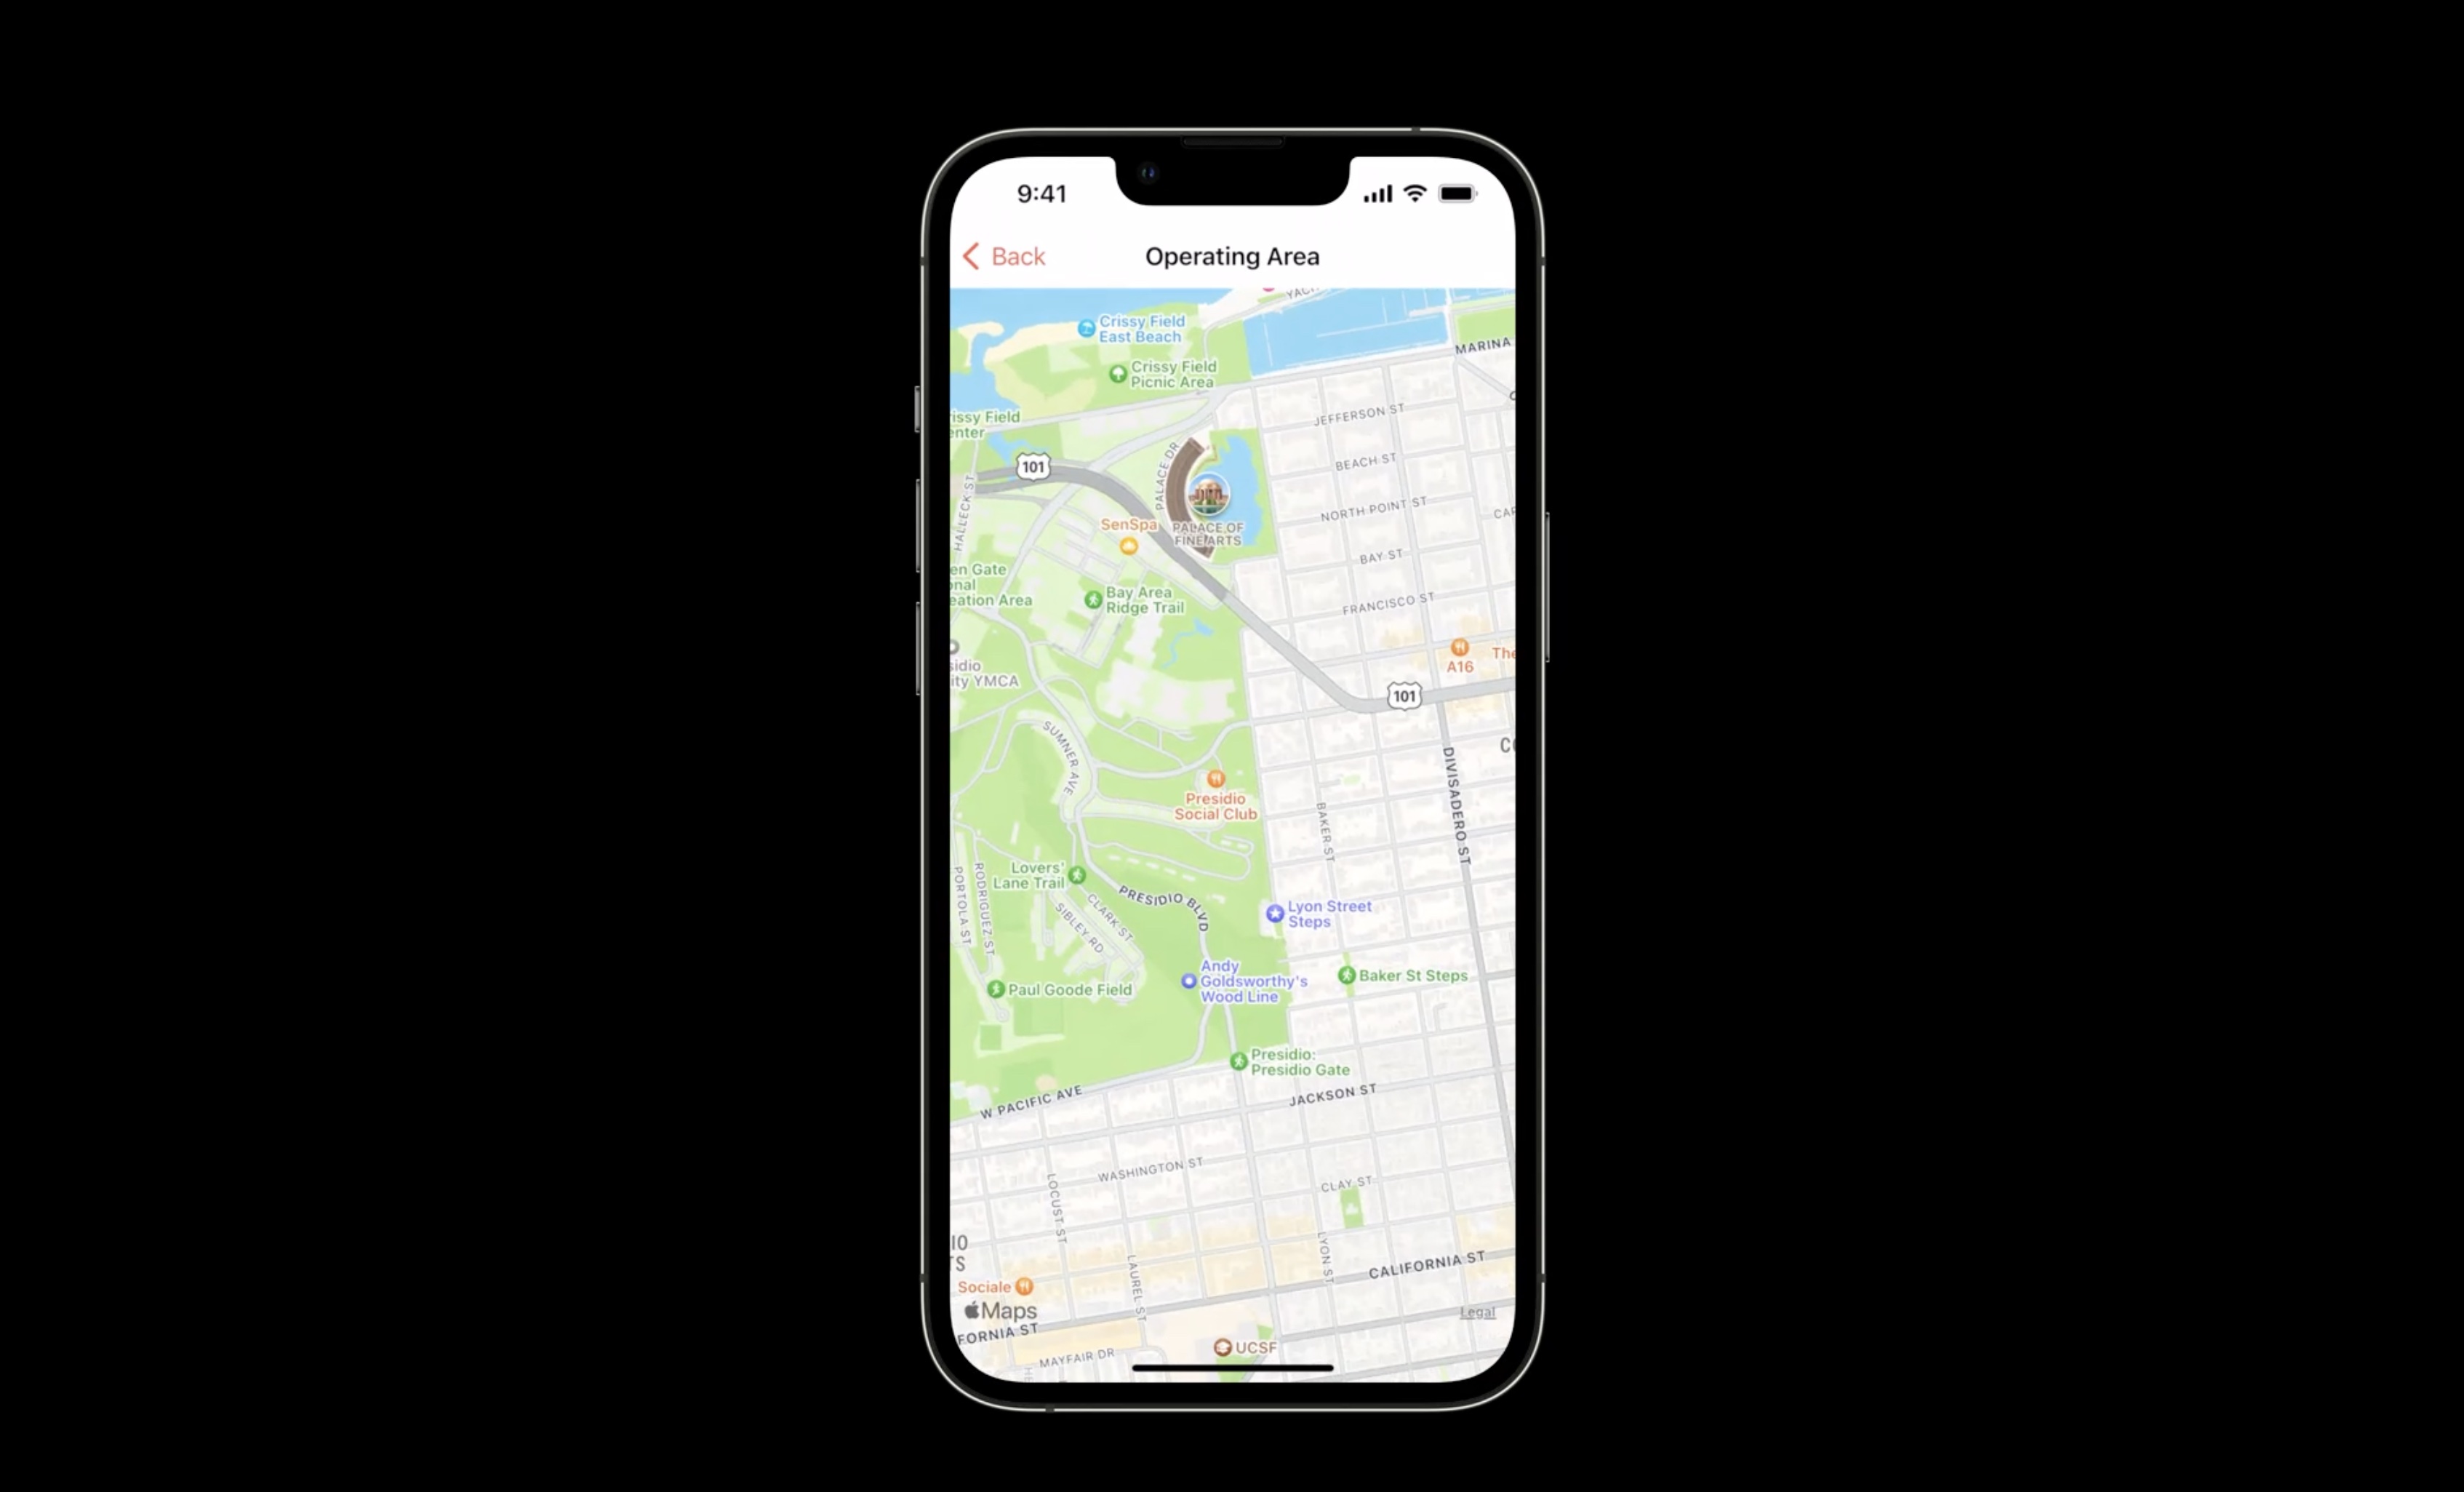 9:41
Back
Operating Area
YACH
Crissy Field
East Beach
MARINA
Crissy Field
Picnic Area
JEFFERSON ST
rissy Field
enter
PALACE DR
BEACH ST
101
HALLECK ST
NORTH POINT ST
CAP
SenSpa
PALACE OF
FINE ARTS
BAY ST
en Gate
onal
eation Area
Bay Area
Ridge Trail
FRANCISCO ST
A16
The
sidio
ity YMCA
101
SUMNER AVE
CO
DIVISADERO ST
Presidio
Social Club
BAKER ST
Lovers'
Lane Trail
PORTOLA ST
RODRIGUEZ ST
PRESIDIO BLVD
CLARK ST
SIBLEY RD
Lyon Street
Steps
Andy
Goldsworthy's
Wood Line
Baker St Steps
Paul Goode Field
Presidio:
Presidio Gate
W PACIFIC AVE
JACKSON ST
WASHINGTON ST
LOCUST ST
CLAY ST
IO
TS
LAUREL ST
LYON ST
CALIFORNIA ST
Sociale
Maps
Legal
FORNIA ST
UCSF
MAYFAIR DR